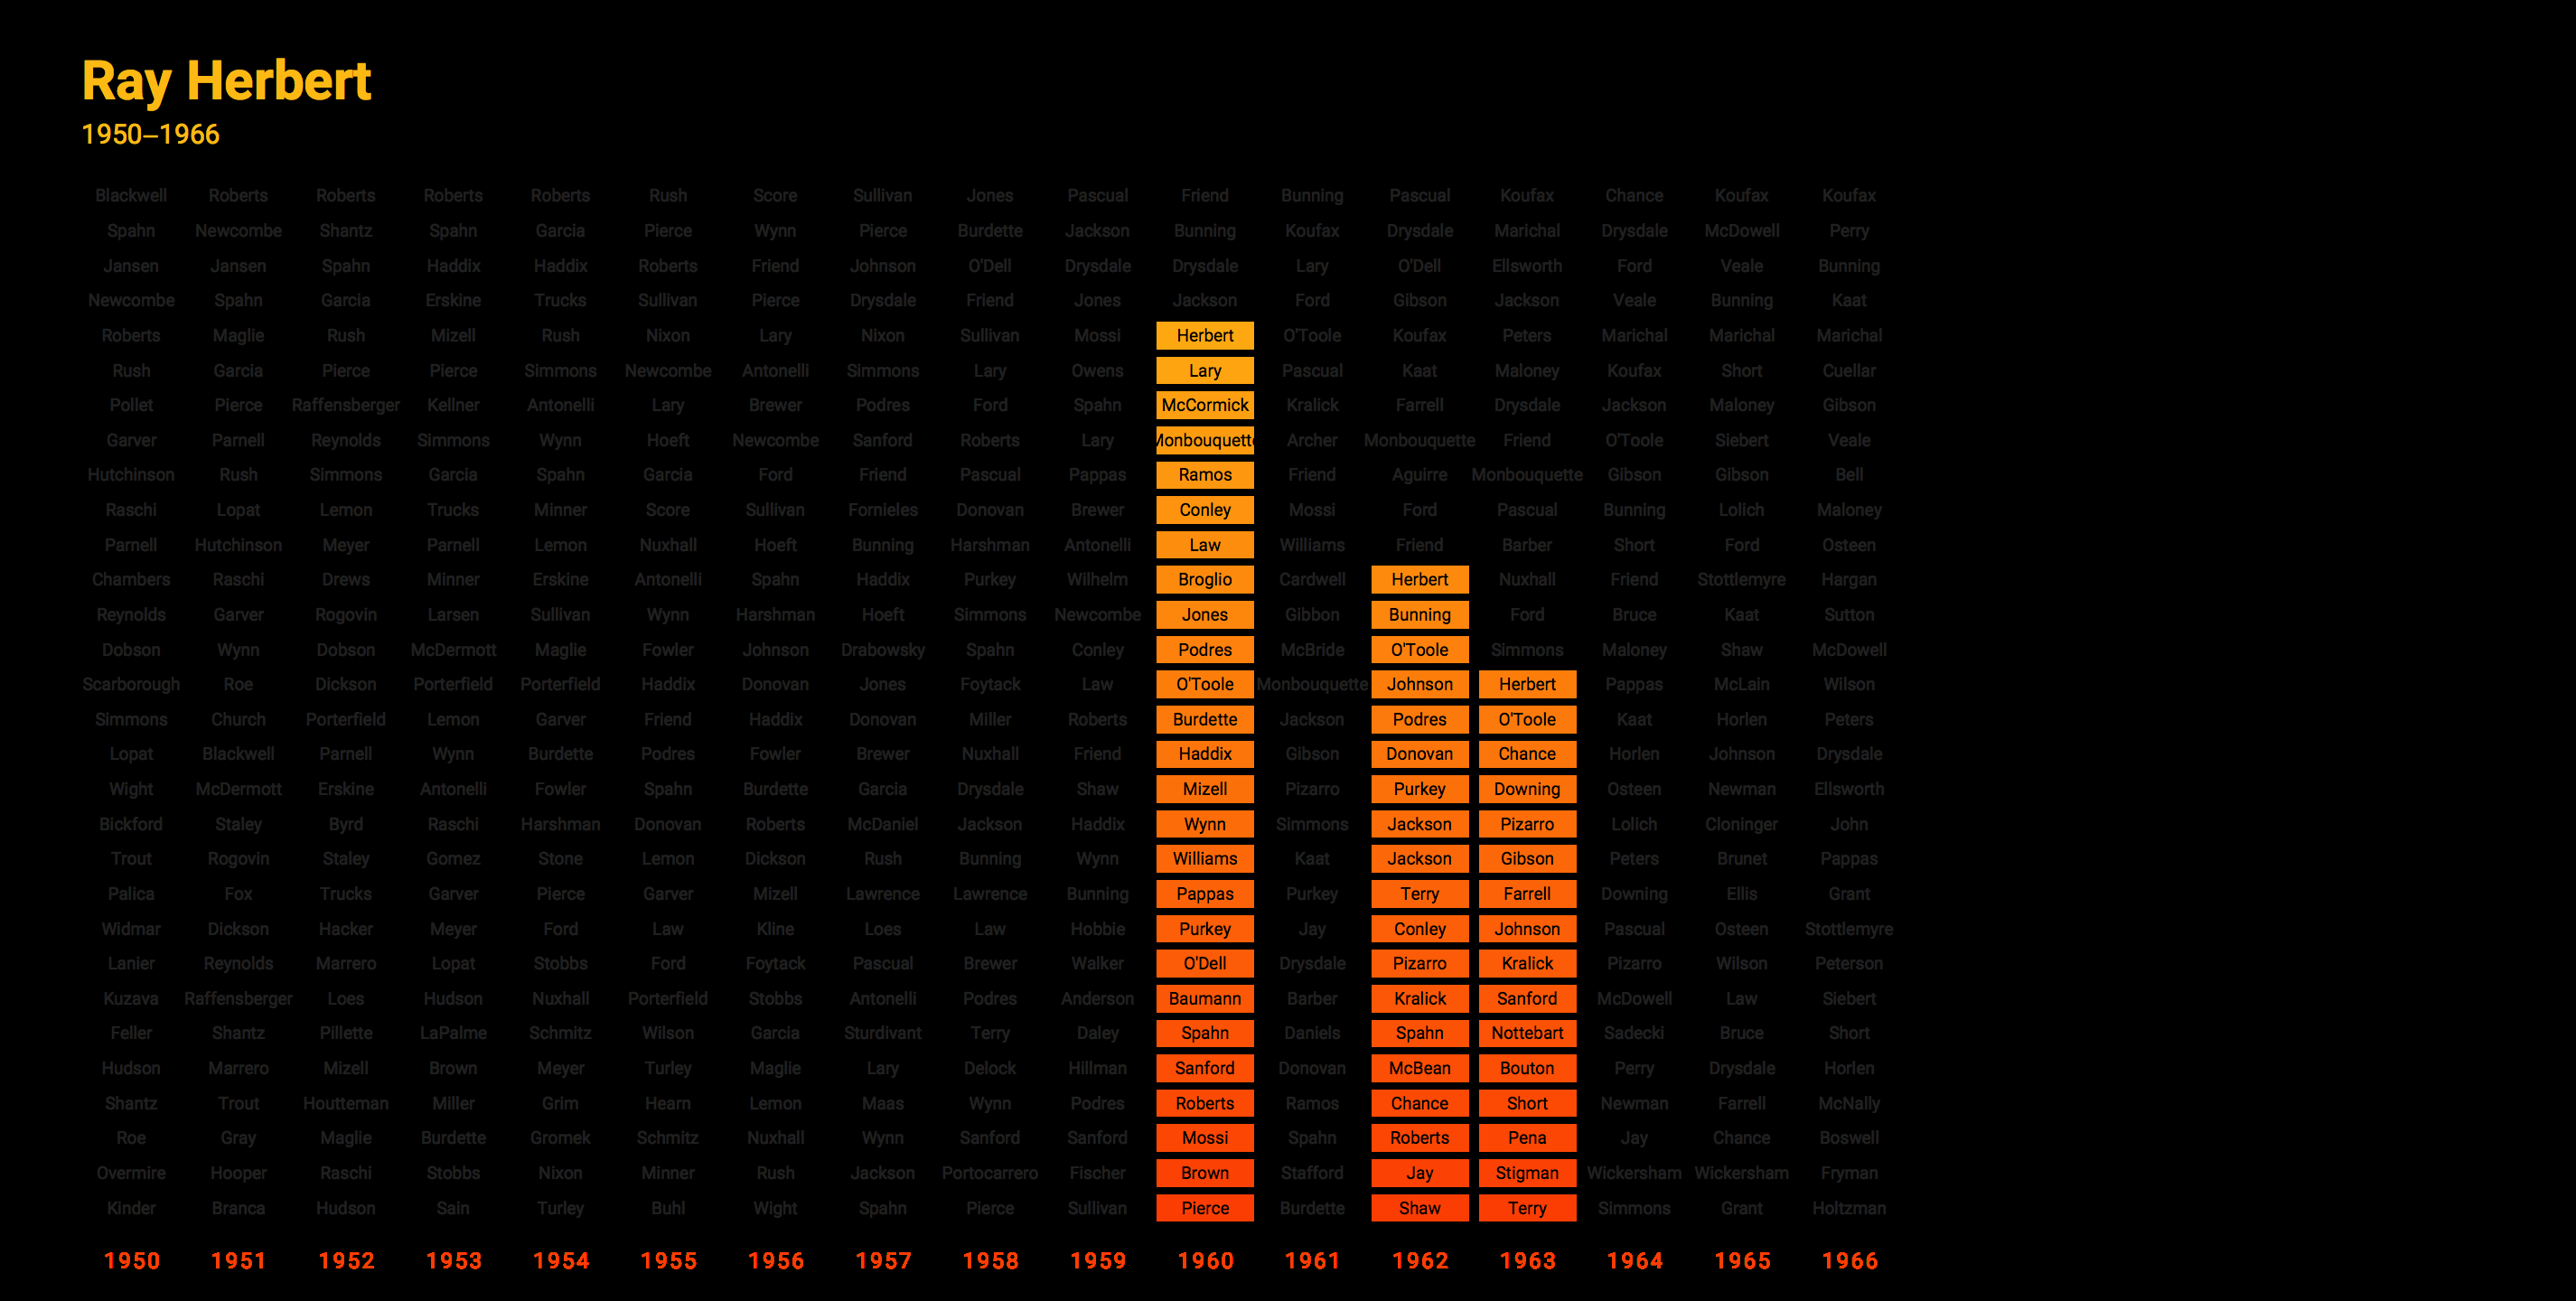 Ray Herbert
1950–1966
Blackwell Roberts Roberts Roberts Roberts Rush Score Sullivan Jones Pascual Friend Bunning Pascual Koufax Chance Koufax Koufax
Spahn Newcombe Shantz Spahn Garcia Pierce Wynn Pierce Burdette Jackson Bunning Koufax Drysdale Marichal Drysdale McDowell Perry
Jansen Jansen Spahn Haddix Haddix Roberts Friend Johnson O'Dell Drysdale Drysdale Lary O'Dell Ellsworth Ford Veale Bunning
Newcombe Spahn Garcia Erskine Trucks Sullivan Pierce Drysdale Friend Jones Jackson Ford Gibson Jackson Veale Bunning Kaat
Roberts Maglie Rush Mizell Rush Nixon Lary Nixon Sullivan Mossi Herbert O'Toole Koufax Peters Marichal Marichal Marichal
Rush Garcia Pierce Pierce Simmons Newcombe Antonelli Simmons Lary Owens Lary Pascual Kaat Maloney Koufax Short Cuellar
Pollet Pierce Raffensberger Kellner Antonelli Lary Brewer Podres Ford Spahn McCormick Kralick Farrell Drysdale Jackson Maloney Gibson
Garver Parnell Reynolds Simmons Wynn Hoeft Newcombe Sanford Roberts Lary Monbouquette Archer Monbouquette Friend O'Toole Siebert Veale
Hutchinson Rush Simmons Garcia Spahn Garcia Ford Friend Pascual Pappas Ramos Friend Aguirre Monbouquette Gibson Gibson Bell
Raschi Lopat Lemon Trucks Minner Score Sullivan Fornieles Donovan Brewer Conley Mossi Ford Pascual Bunning Lolich Maloney
Parnell Hutchinson Meyer Parnell Lemon Nuxhall Hoeft Bunning Harshman Antonelli Law Williams Friend Barber Short Ford Osteen
Chambers Raschi Drews Minner Erskine Antonelli Spahn Haddix Purkey Wilhelm Broglio Cardwell Herbert Nuxhall Friend Stottlemyre Hargan
Reynolds Garver Rogovin Larsen Sullivan Wynn Harshman Hoeft Simmons Newcombe Jones Gibbon Bunning Ford Bruce Kaat Sutton
Dobson Wynn Dobson McDermott Maglie Fowler Johnson Drabowsky Spahn Conley Podres McBride O'Toole Simmons Maloney Shaw McDowell
Scarborough Roe Dickson Porterfield Porterfield Haddix Donovan Jones Foytack Law O'Toole Monbouquette Johnson Herbert Pappas McLain Wilson
Simmons Church Porterfield Lemon Garver Friend Haddix Donovan Miller Roberts Burdette Jackson Podres O'Toole Kaat Horlen Peters
Lopat Blackwell Parnell Wynn Burdette Podres Fowler Brewer Nuxhall Friend Haddix Gibson Donovan Chance Horlen Johnson Drysdale
Wight McDermott Erskine Antonelli Fowler Spahn Burdette Garcia Drysdale Shaw Mizell Pizarro Purkey Downing Osteen Newman Ellsworth
Bickford Staley Byrd Raschi Harshman Donovan Roberts McDaniel Jackson Haddix Wynn Simmons Jackson Pizarro Lolich Cloninger John
Trout Rogovin Staley Gomez Stone Lemon Dickson Rush Bunning Wynn Williams Kaat Jackson Gibson Peters Brunet Pappas
Palica Fox Trucks Garver Pierce Garver Mizell Lawrence Lawrence Bunning Pappas Purkey Terry Farrell Downing Ellis Grant
Widmar Dickson Hacker Meyer Ford Law Kline Loes Law Hobbie Purkey Jay Conley Johnson Pascual Osteen Stottlemyre
Lanier Reynolds Marrero Lopat Stobbs Ford Foytack Pascual Brewer Walker O'Dell Drysdale Pizarro Kralick Pizarro Wilson Peterson
Kuzava Raffensberger Loes Hudson Nuxhall Porterfield Stobbs Antonelli Podres Anderson Baumann Barber Kralick Sanford McDowell Law Siebert
Feller Shantz Pillette LaPalme Schmitz Wilson Garcia Sturdivant Terry Daley Spahn Daniels Spahn Nottebart Sadecki Bruce Short
Hudson Marrero Mizell Brown Meyer Turley Maglie Lary Delock Hillman Sanford Donovan McBean Bouton Perry Drysdale Horlen
Shantz Trout Houtteman Miller Grim Hearn Lemon Maas Wynn Podres Roberts Ramos Chance Short Newman Farrell McNally
Roe Gray Maglie Burdette Gromek Schmitz Nuxhall Wynn Sanford Sanford Mossi Spahn Roberts Pena Jay Chance Boswell
Overmire Hooper Raschi Stobbs Nixon Minner Rush Jackson Portocarrero Fischer Brown Stafford Jay Stigman Wickersham Wickersham Fryman
Kinder Branca Hudson Sain Turley Buhl Wight Spahn Pierce Sullivan Pierce Burdette Shaw Terry Simmons Grant Holtzman
1950 1951 1952 1953 1954 1955 1956 1957 1958 1959 1960 1961 1962 1963 1964 1965 1966